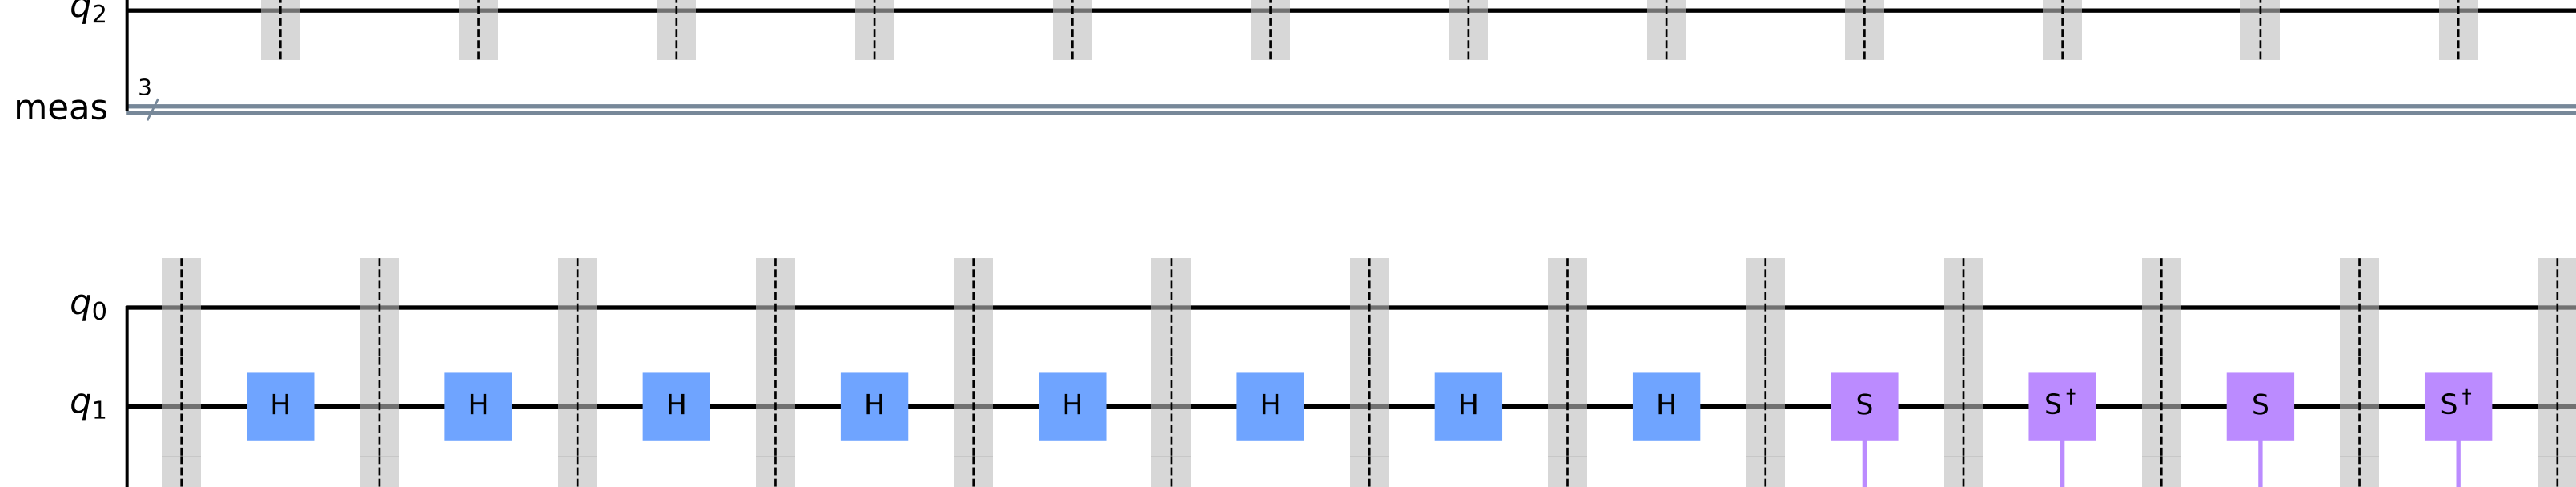 q2
3
meas
q0
q1 H H H H H H H H S S† S S†